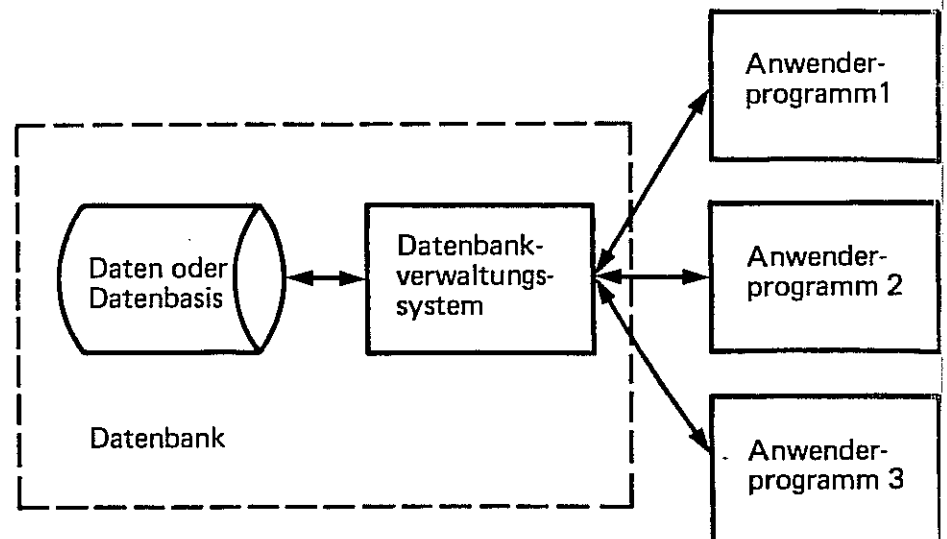 Daten oder
Datenbasis
Datenbank-
verwaltungs-
system
Datenbank
Anwender-
programm1
Anwender-
programm 2
Anwender-
programm 3